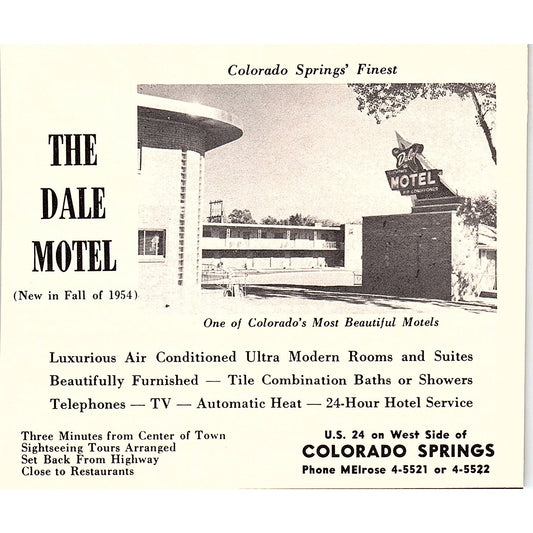 Colorado Springs' Finest
THE
DALE
MOTEL
(New in Fall of 1954)
Dale
MOTEL
AIR CONDITIONED
One of Colorado's Most Beautiful Motels
Luxurious Air Conditioned Ultra Modern Rooms and Suites
Beautifully Furnished — Tile Combination Baths or Showers
Telephones — TV — Automatic Heat — 24-Hour Hotel Service
Three Minutes from Center of Town
Sightseeing Tours Arranged
Set Back From Highway
Close to Restaurants
U.S. 24 on West Side of
COLORADO SPRINGS
Phone MElrose 4-5521 or 4-5522